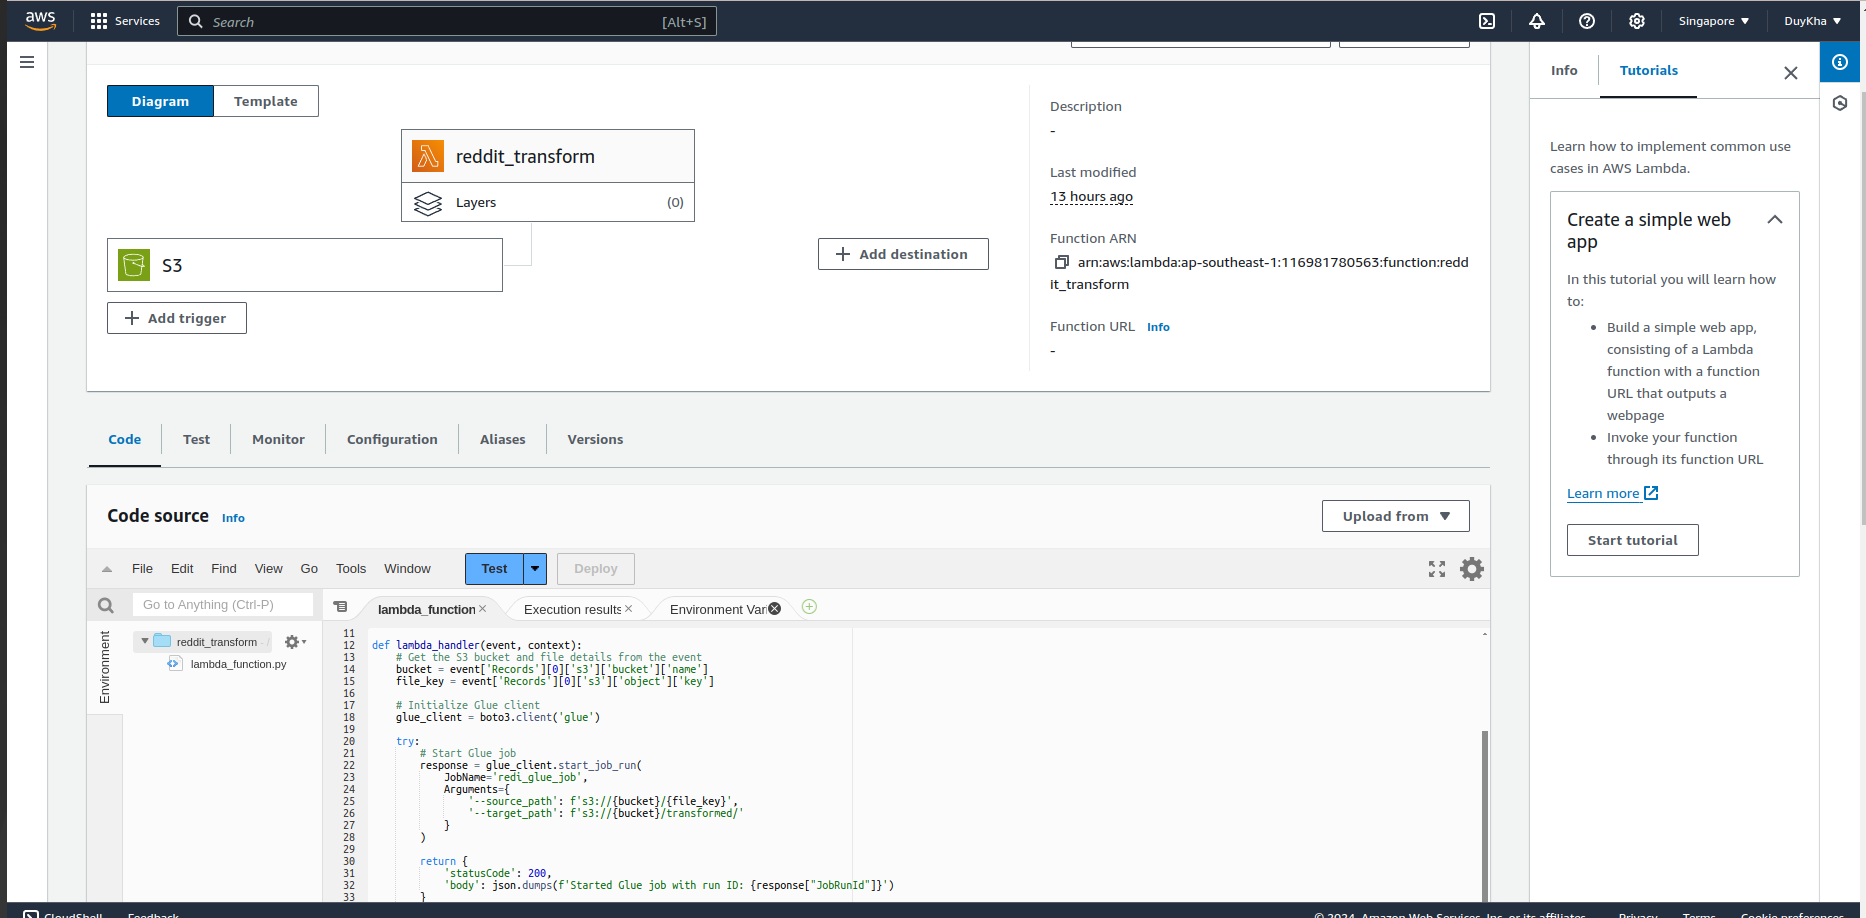 aws
Services
Search
[Alt+S]
Singapore ▼
DuyKha ▼
Diagram
Template
reddit_transform
Layers
(0)
S3
+ Add trigger
+ Add destination
Description
-
Last modified
13 hours ago
Function ARN
arn:aws:lambda:ap-southeast-1:116981780563:function:redd
it_transform
Function URL Info
-
Info
Tutorials
Learn how to implement common use
cases in AWS Lambda.
Create a simple web
app
In this tutorial you will learn how
to:
• Build a simple web app,
consisting of a Lambda
function with a function
URL that outputs a
webpage
• Invoke your function
through its function URL
Learn more
Start tutorial
Code
Test
Monitor
Configuration
Aliases
Versions
Code source Info
Upload from ▼
File Edit Find View Go Tools Window
Test
Deploy
Go to Anything (Ctrl-P)
lambda_function ×
Execution results ×
Environment Vari
Environment
reddit_transform - /
lambda_function.py
11
12 def lambda_handler(event, context):
13     # Get the S3 bucket and file details from the event
14     bucket = event['Records'][0]['s3']['bucket']['name']
15     file_key = event['Records'][0]['s3']['object']['key']
16
17     # Initialize Glue client
18     glue_client = boto3.client('glue')
19
20     try:
21         # Start Glue job
22         response = glue_client.start_job_run(
23             JobName='redi_glue_job',
24             Arguments={
25                 '--source_path': f's3://{bucket}/{file_key}',
26                 '--target_path': f's3://{bucket}/transformed/'
27             }
28         )
29
30         return {
31             'statusCode': 200,
32             'body': json.dumps(f'Started Glue job with run ID: {response["JobRunId"]}')
33         }
CloudShell
Feedback
© 2024, Amazon Web Services, Inc. or its affiliates.
Privacy
Terms
Cookie preferences